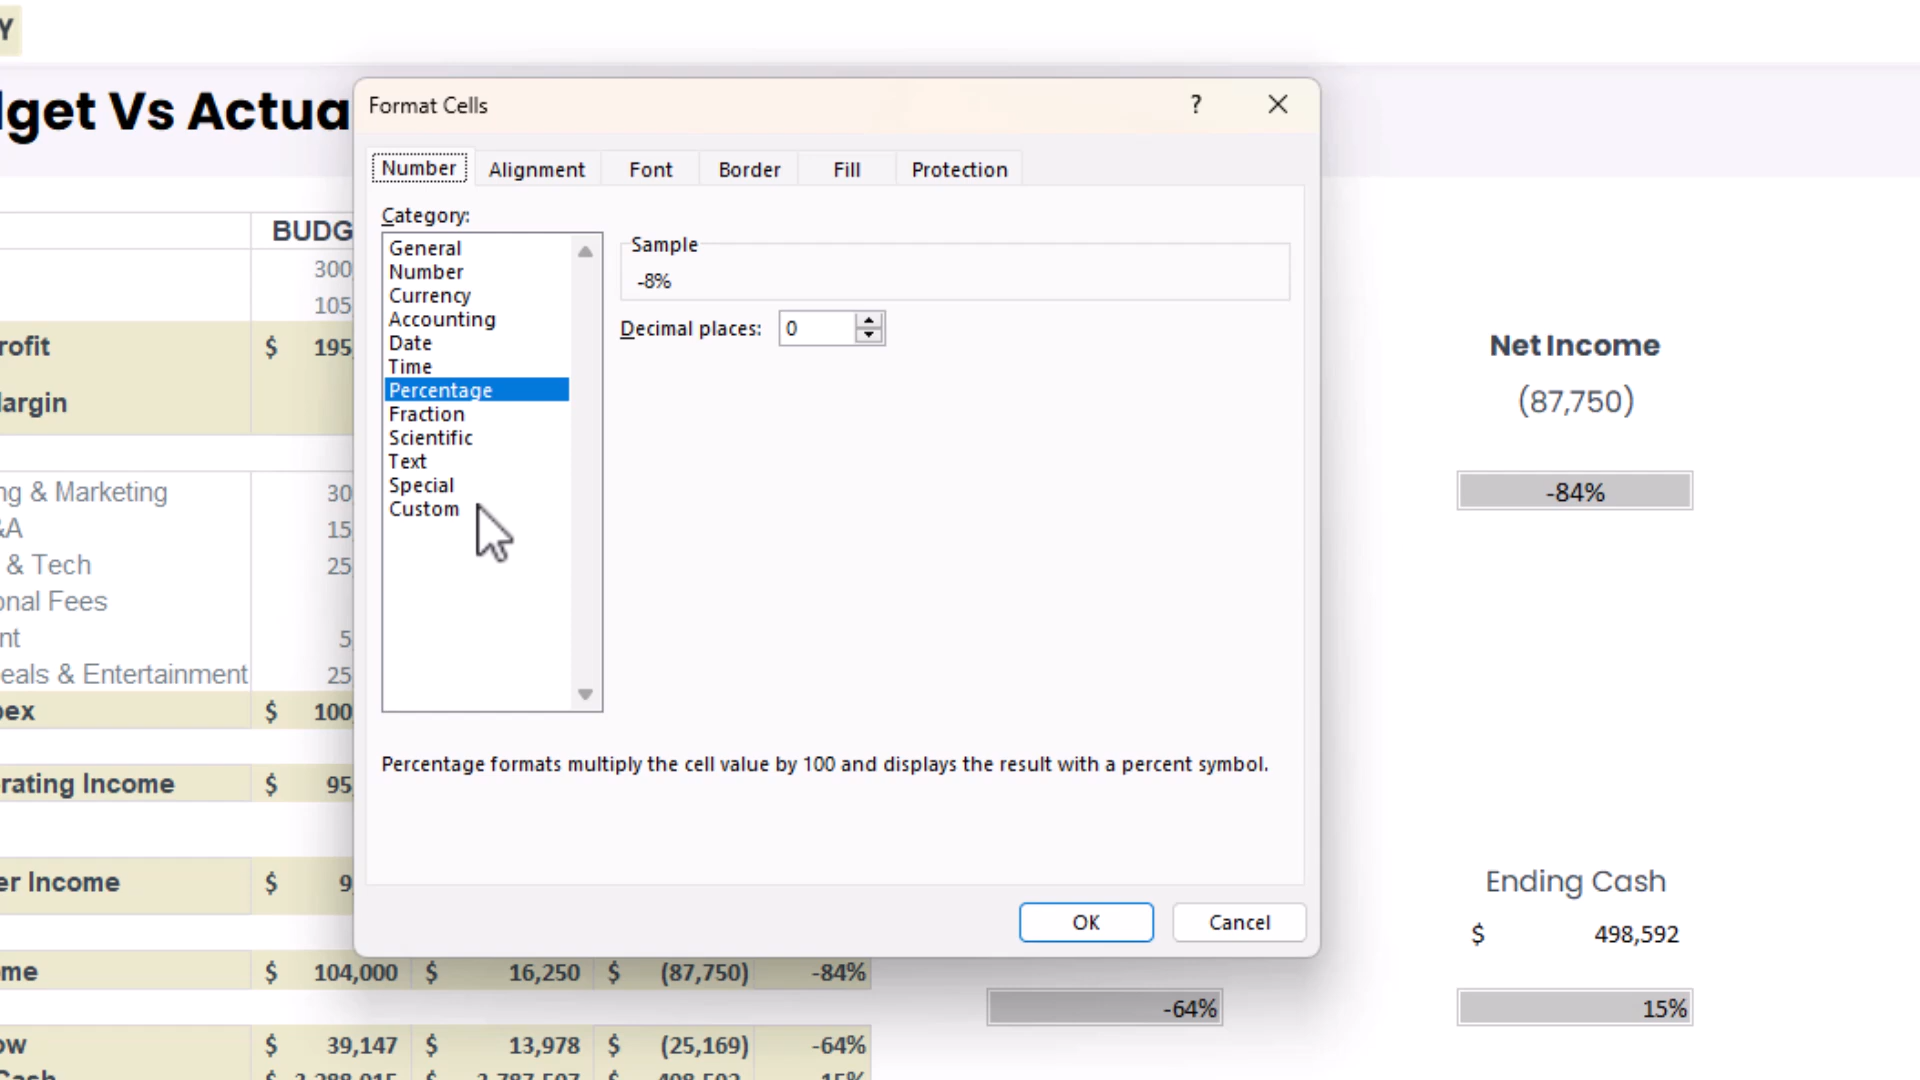 Y
dget Vs Actua
Format Cells ?
Number Alignment Font Border Fill Protection
Category:
General
Number
Currency
Accounting
Date
Time
Percentage
Fraction
Scientific
Text
Special
Custom
Sample
-8%
Decimal places: 0
Percentage formats multiply the cell value by 100 and displays the result with a percent symbol.
OK Cancel
BUDG
300,
105
rofit $ 195,
argin
ng & Marketing 30
&A 15
& Tech 25
onal Fees
nt 5
eals & Entertainment 25
pex $ 100,
rating Income $ 95
er Income $ 9
me $ 104,000 $ 16,250 $ (87,750) -84%
ow $ 39,147 $ 13,978 $ (25,169) -64%
Net Income
(87,750)
-84%
Ending Cash
$ 498,592
-64% 15%